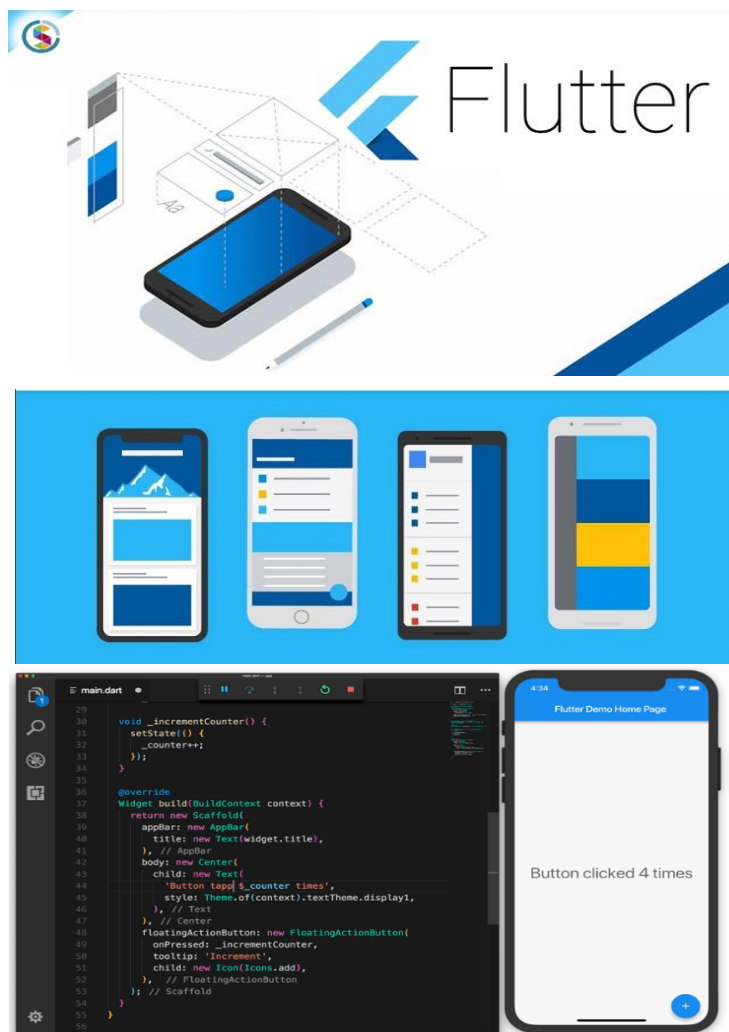 Flutter
Aa
1
main.dart
29
30 void _incrementCounter() {
31 setState(() {
32 _counter++;
33 });
34 }
35
36 @override
37 Widget build(BuildContext context) {
38 return new Scaffold(
39 appBar: new AppBar(
40 title: new Text(widget.title),
41 ), // AppBar
42 body: new Center(
43 child: new Text(
44 'Button tapp $_counter times',
45 style: Theme.of(context).textTheme.display1,
46 ), // Text
47 ), // Center
48 floatingActionButton: new FloatingActionButton(
49 onPressed: _incrementCounter,
50 tooltip: 'Increment',
51 child: new Icon(Icons.add),
52 ), // FloatingActionButton
53 ); // Scaffold
54 }
55 }
56
4:34
Flutter Demo Home Page
Button clicked 4 times
+